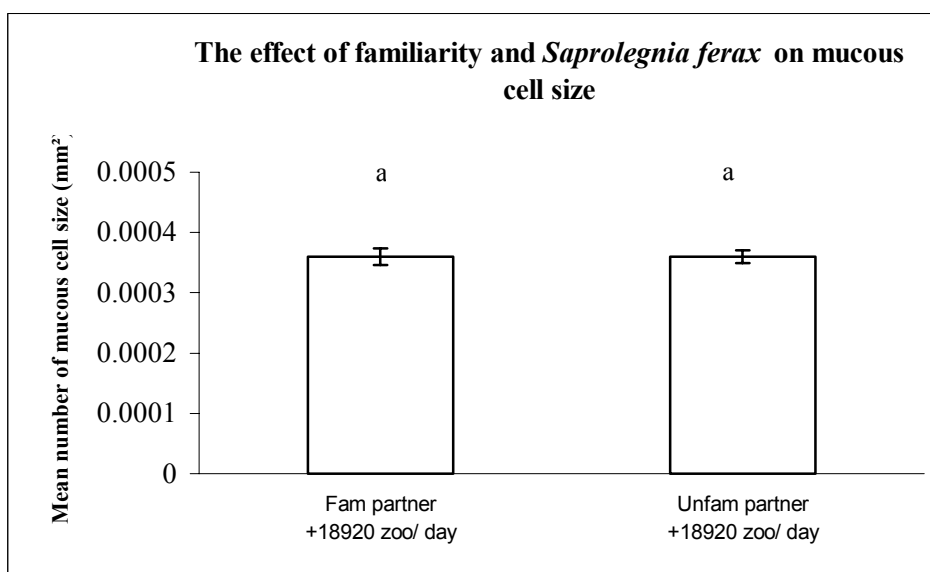 The effect of familiarity and Saprolegnia ferax on mucous
cell size
Mean number of mucous cell size (mm²)
0.0005
0.0004
0.0003
0.0002
0.0001
0
a
a
Fam partner
+18920 zoo/ day
Unfam partner
+18920 zoo/ day